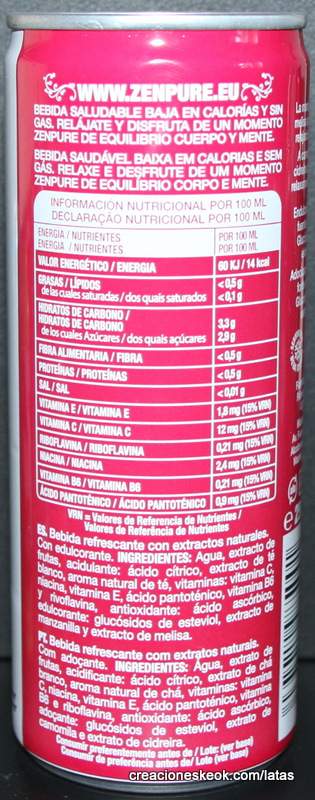 WWW.ZENPURE.EU
BEBIDA SALUDABLE BAJA EN CALORÍAS Y SIN
GAS. RELÁJATE Y DISFRUTA DE UN MOMENTO
ZENPURE DE EQUILIBRIO CUERPO Y MENTE.
BEBIDA SAUDÁVEL BAIXA EM CALORIAS E SEM
GAS. RELAXE E DESFRUTE DE UM MOMENTO
ZENPURE DE EQUILIBRIO CORPO E MENTE.
INFORMACIÓN NUTRICIONAL POR 100 ML
DECLARAÇÃO NUTRICIONAL POR 100 ML
ENERGÍA / NUTRIENTES POR 100 ML
ENERGIA / NUTRIENTES POR 100 ML
VALOR ENERGÉTICO / ENERGIA 60 KJ / 14 kcal
GRASAS / LÍPIDOS <0,5 g
de las cuales saturadas / dos quais saturados <0,1 g
HIDRATOS DE CARBONO /
HIDRATOS DE CARBONO 3,3 g
de los cuales Azúcares / dos quais açúcares 2,9 g
FIBRA ALIMENTARIA / FIBRA <0,5 g
PROTEÍNAS / PROTEÍNAS <0,5 g
SAL / SAL <0,01 g
VITAMINA E / VITAMINA E 1,8 mg (15% VRN)
VITAMINA C / VITAMINA C 12 mg (15% VRN)
RIBOFLAVINA / RIBOFLAVINA 0,21 mg (15% VRN)
NIACINA / NIACINA 2,4 mg (15% VRN)
VITAMINA B6 / VITAMINA B6 0,21 mg (15% VRN)
ÁCIDO PANTOTÉNICO / ÁCIDO PANTOTÉNICO 0,9 mg (15% VRN)
VRN = Valores de Referencia de Nutrientes /
Valores de Referência de Nutrientes
ES. Bebida refrescante con extractos naturales.
Con edulcorante. INGREDIENTES: Agua, extracto de
frutas, acidulante: ácido cítrico, extracto de té
blanco, aroma natural de té, vitaminas: vitamina C,
niacina, vitamina E, ácido pantoténico, vitamina B6
y rivoflavina, antioxidante: ácido ascórbico,
edulcorante: glucósidos de esteviol, extracto de
manzanilla y extracto de melisa.
PT. Bebida refrescante com extratos naturais.
Com adoçante. INGREDIENTES: Água, extrato de
frutas, acidificante: ácido cítrico, extrato de chá
branco, aroma natural de chá, vitaminas: vitamina
C, niacina, vitamina E, ácido pantoténico, vitamina
B6 e riboflavina, antioxidante: ácido ascórbico,
adoçante: glucósidos de esteviol, extrato de
camomila e extrato de cidreira.
Consumir preferentemente antes de / Lote: (ver base)
Consumir de preferência antes de / Lote: (ver base)
creacioneskeok.com/latas